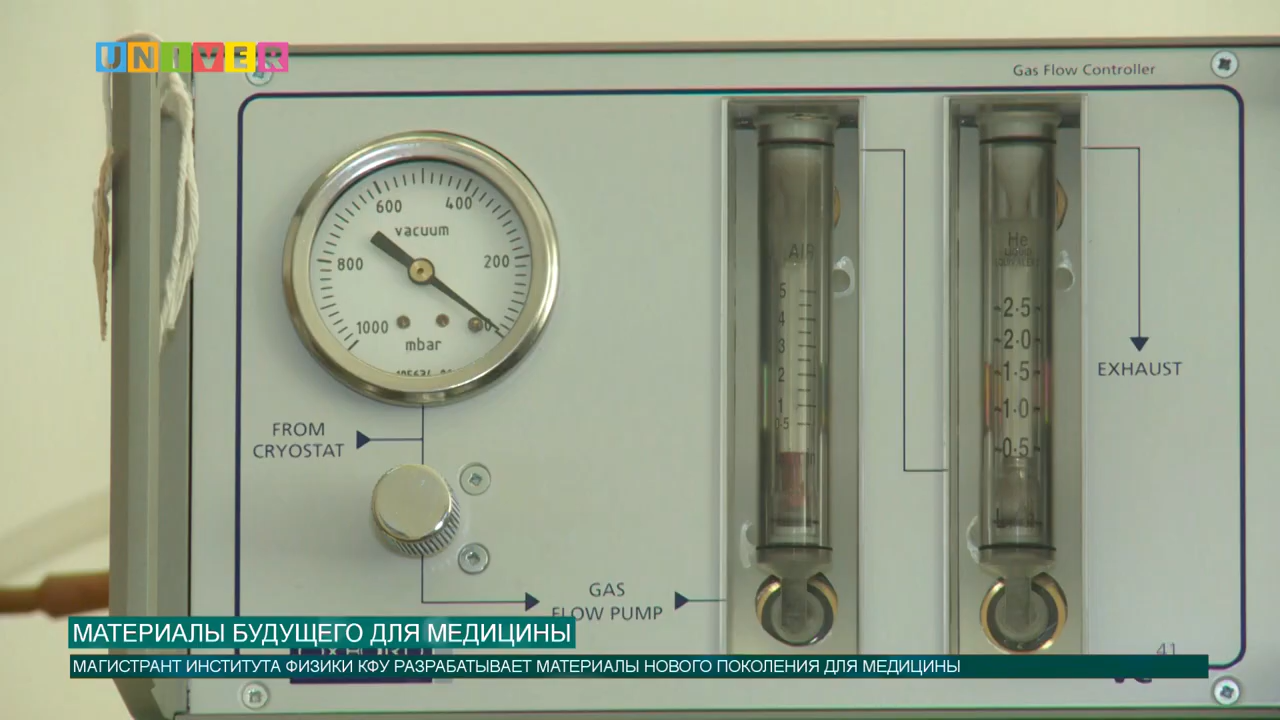 UNIVER
Gas Flow Controller
600 400
vacuum
800 200
1000 0
mbar
AIR
5
4
3
2
1
0·5
He
~2·5~
~2·0~
~1·5~
~1·0~
~0·5~
EXHAUST
FROM
CRYOSTAT
GAS
FLOW PUMP
МАТЕРИАЛЫ БУДУЩЕГО ДЛЯ МЕДИЦИНЫ
41
МАГИСТРАНТ ИНСТИТУТА ФИЗИКИ КФУ РАЗРАБАТЫВАЕТ МАТЕРИАЛЫ НОВОГО ПОКОЛЕНИЯ ДЛЯ МЕДИЦИНЫ